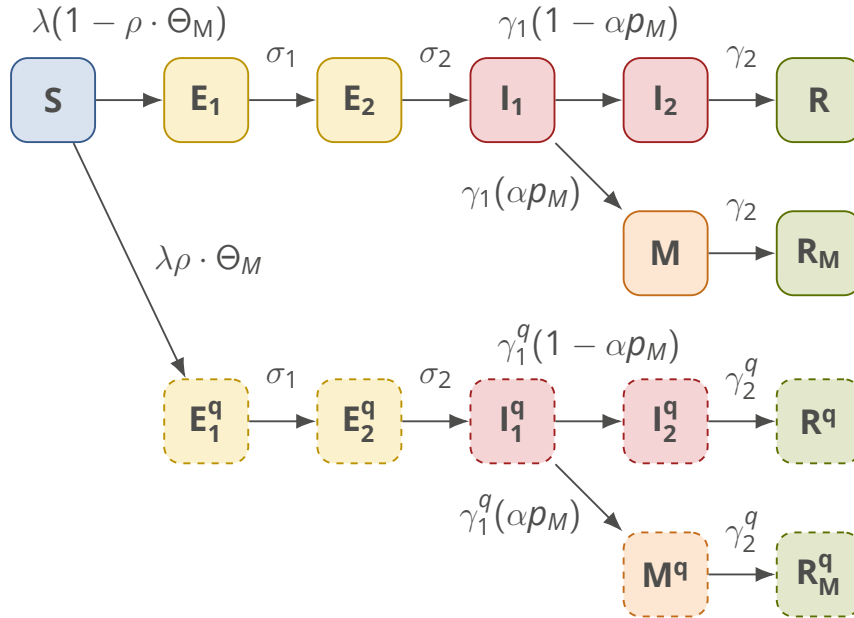 λ(1 − ρ · Θ_M) γ₁(1 − αp_M)
σ₁ σ₂ γ₂
S E₁ E₂ I₁ I₂ R
γ₁(αp_M) γ₂
M R_M
λρ · Θ_M
γ₁^q(1 − αp_M)
σ₁ σ₂ γ₂^q
E₁^q E₂^q I₁^q I₂^q R^q
γ₁^q(αp_M) γ₂^q
M^q R_M^q